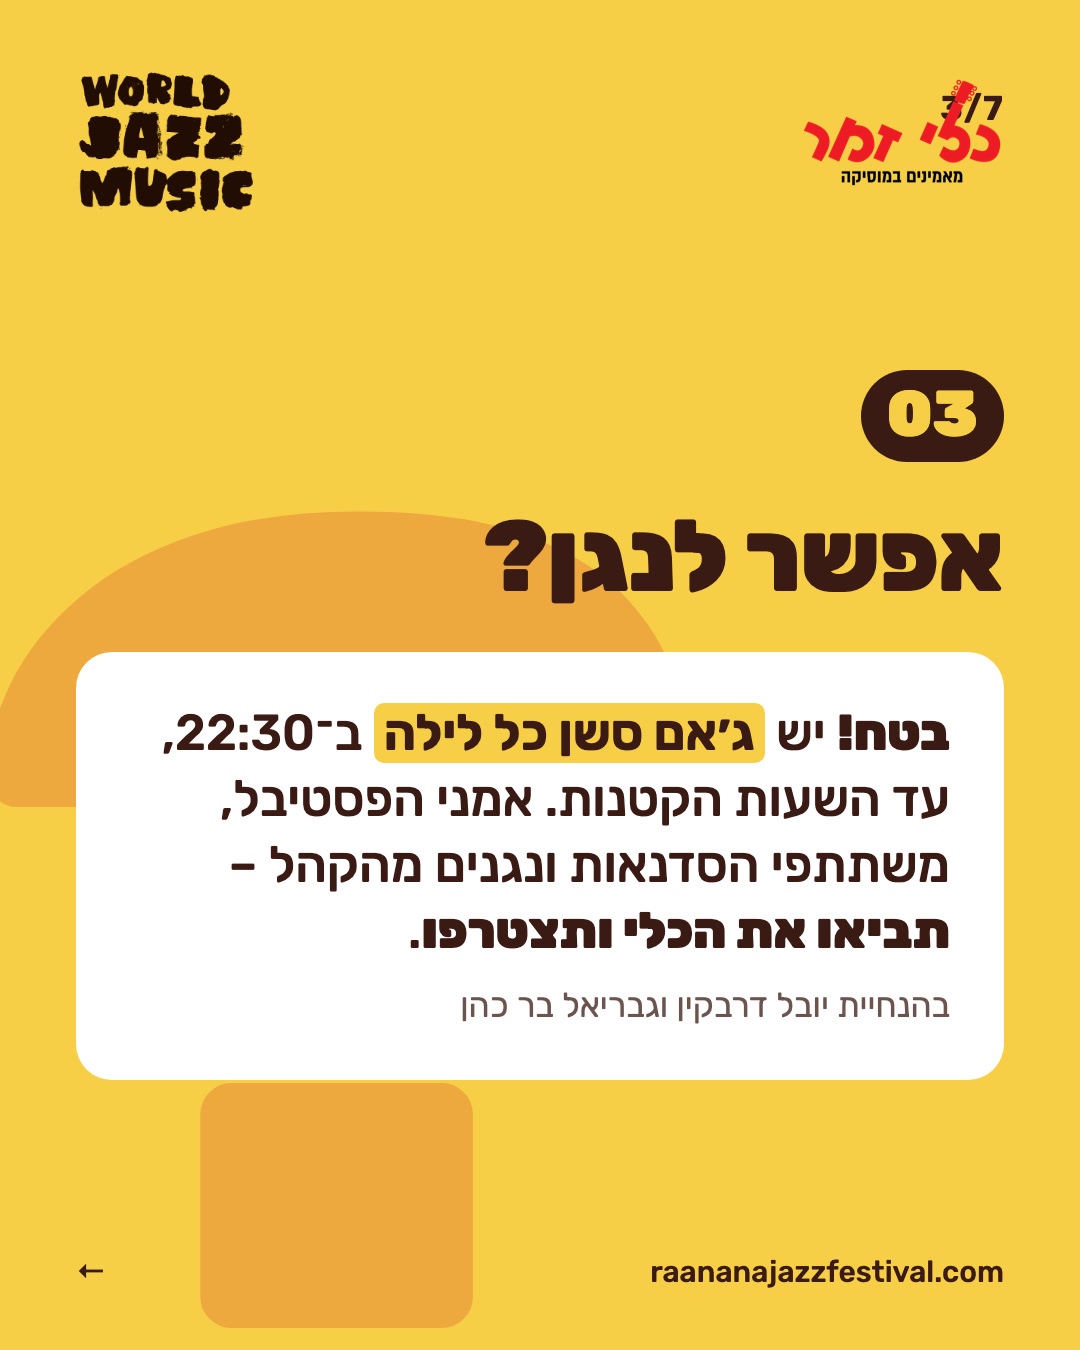 WORLD
JAZZ
MUSIC
3/7
כלי זמר
מאמינים במוסיקה
03
אפשר לנגן?
בטח! יש ג׳אם סשן כל לילה ב־22:30,
עד השעות הקטנות. אמני הפסטיבל,
משתתפי הסדנאות ונגנים מהקהל –
תביאו את הכלי ותצטרפו.
בהנחיית יובל דרבקין וגבריאל בר כהן
raananajazzfestival.com
←